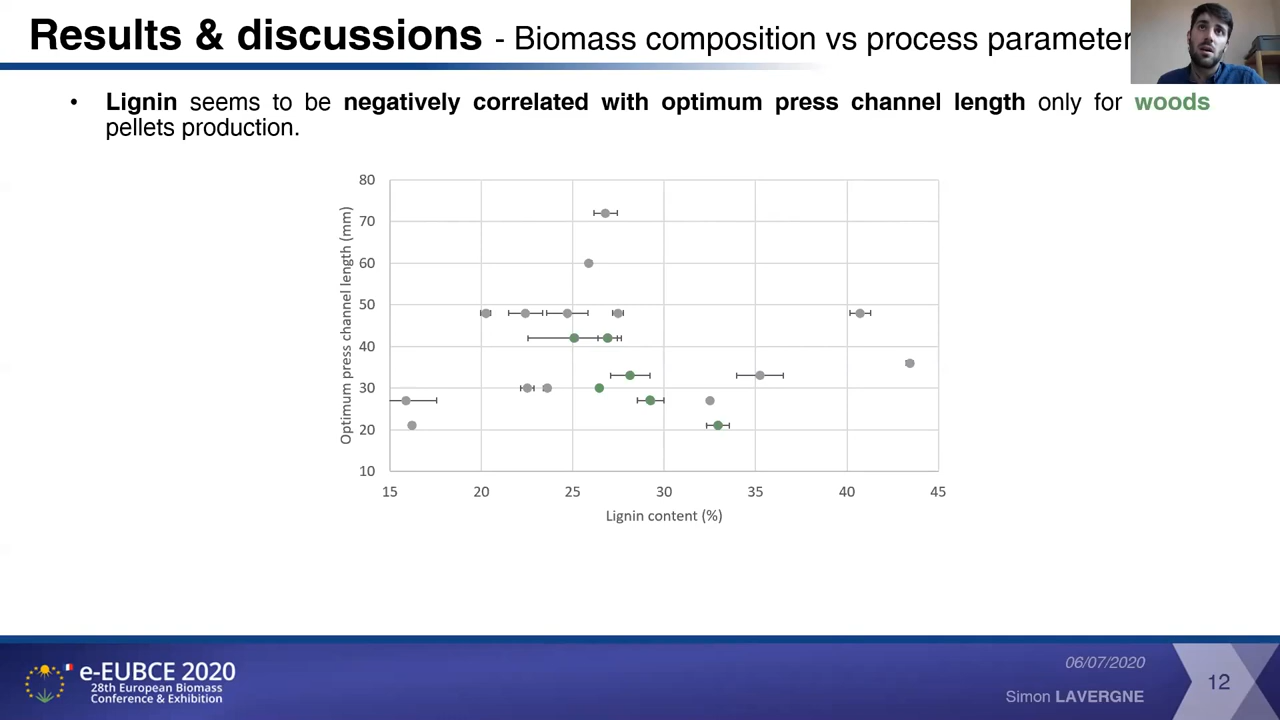 Results & discussions - Biomass composition vs process parameter
• Lignin seems to be negatively correlated with optimum press channel length only for woods
pellets production.
80
70
60
50
40
30
20
10
Optimum press channel length (mm)
15 20 25 30 35 40 45
Lignin content (%)
e-EUBCE 2020
28th European Biomass
Conference & Exhibition
06/07/2020
Simon LAVERGNE
12